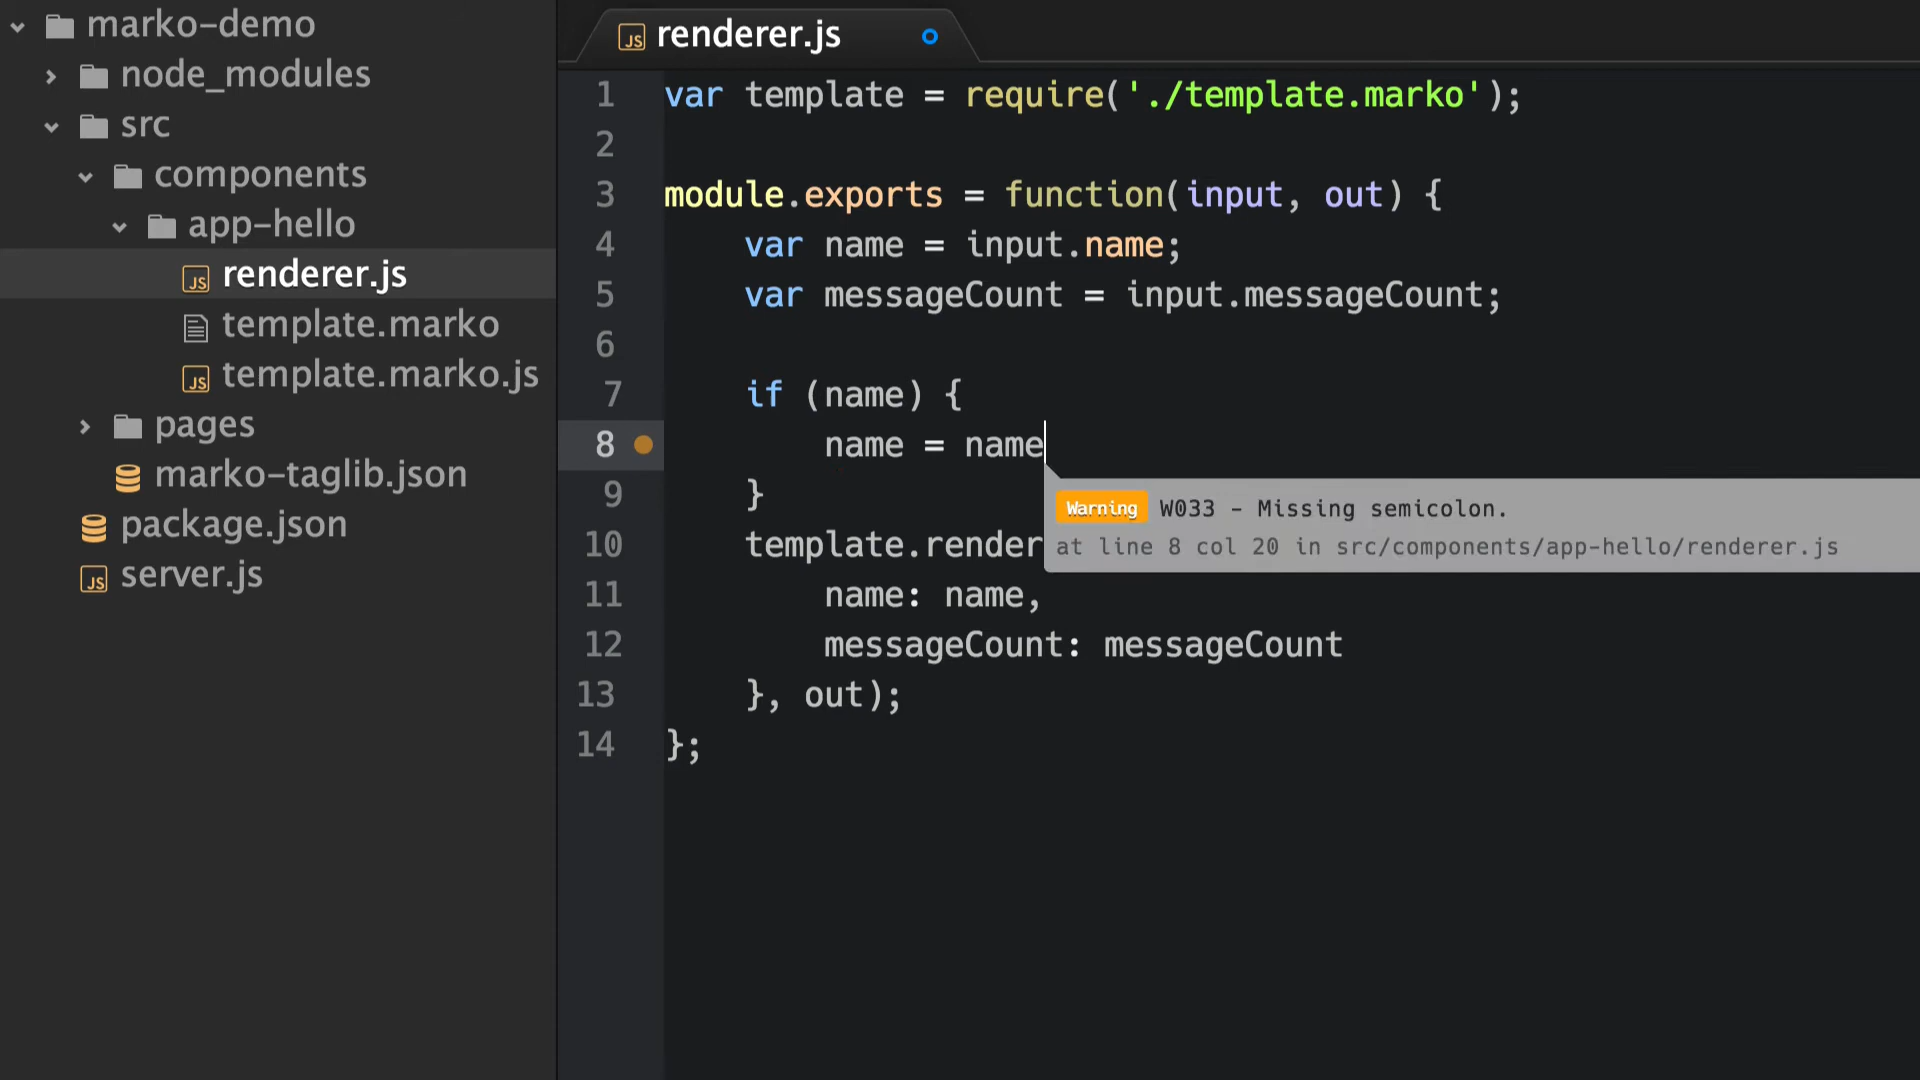 marko-demo
node_modules
src
components
app-hello
renderer.js
template.marko
template.marko.js
pages
marko-taglib.json
package.json
server.js
renderer.js
1 var template = require('./template.marko');
2
3 module.exports = function(input, out) {
4 var name = input.name;
5 var messageCount = input.messageCount;
6
7 if (name) {
8 name = name
9 }
Warning W033 - Missing semicolon.
10 template.render
at line 8 col 20 in src/components/app-hello/renderer.js
11 name: name,
12 messageCount: messageCount
13 }, out);
14 };